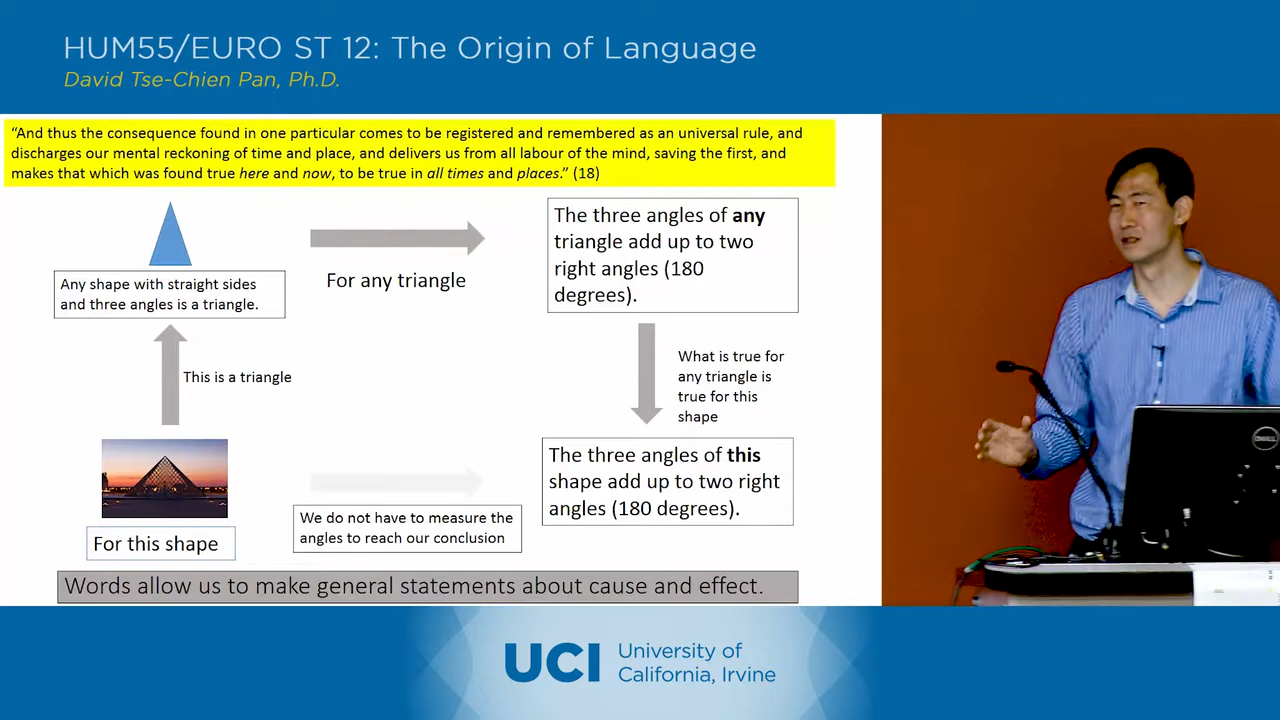 HUM55/EURO ST 12: The Origin of Language
David Tse-Chien Pan, Ph.D.
“And thus the consequence found in one particular comes to be registered and remembered as an universal rule, and
discharges our mental reckoning of time and place, and delivers us from all labour of the mind, saving the first, and
makes that which was found true here and now, to be true in all times and places.” (18)
Any shape with straight sides
and three angles is a triangle.
For any triangle
The three angles of any
triangle add up to two
right angles (180
degrees).
This is a triangle
What is true for
any triangle is
true for this
shape
For this shape
We do not have to measure the
angles to reach our conclusion
The three angles of this
shape add up to two right
angles (180 degrees).
Words allow us to make general statements about cause and effect.
DELL
UCI University of
California, Irvine